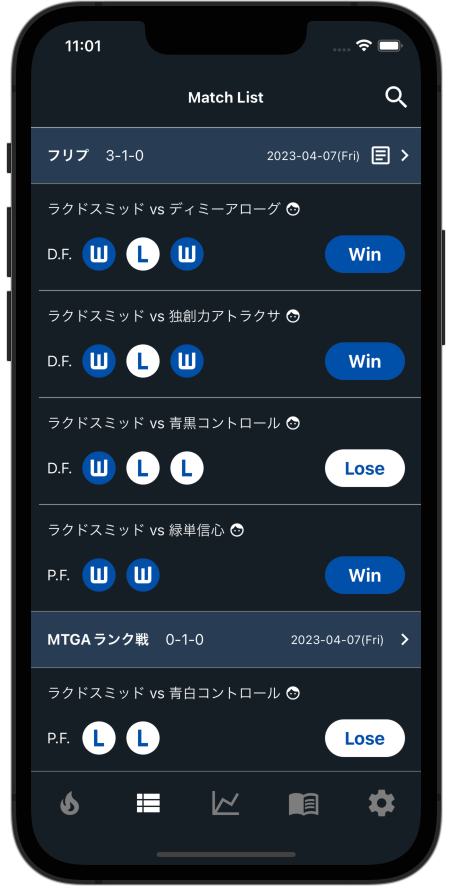 11:01
Match List
フリプ 3-1-0 2023-04-07(Fri)
ラクドスミッド vs ディミーアローグ
D.F. W L W Win
ラクドスミッド vs 独創力アトラクサ
D.F. W L W Win
ラクドスミッド vs 青黒コントロール
D.F. W L L Lose
ラクドスミッド vs 緑単信心
P.F. W W Win
MTGAランク戦 0-1-0 2023-04-07(Fri)
ラクドスミッド vs 青白コントロール
P.F. L L Lose